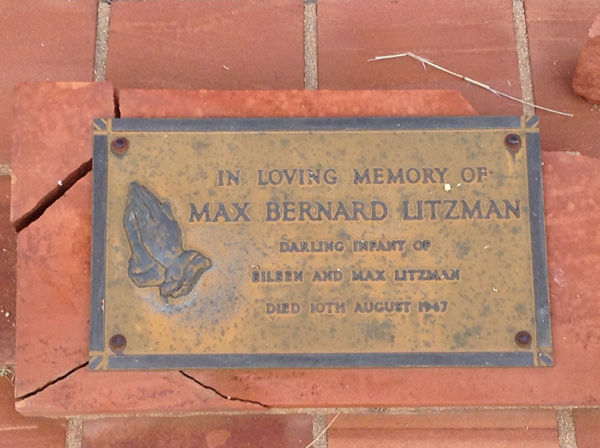 IN LOVING MEMORY OF
MAX BERNARD LITZMAN
DARLING INFANT OF
EILEEN AND MAX LITZMAN
DIED 10TH AUGUST 1947